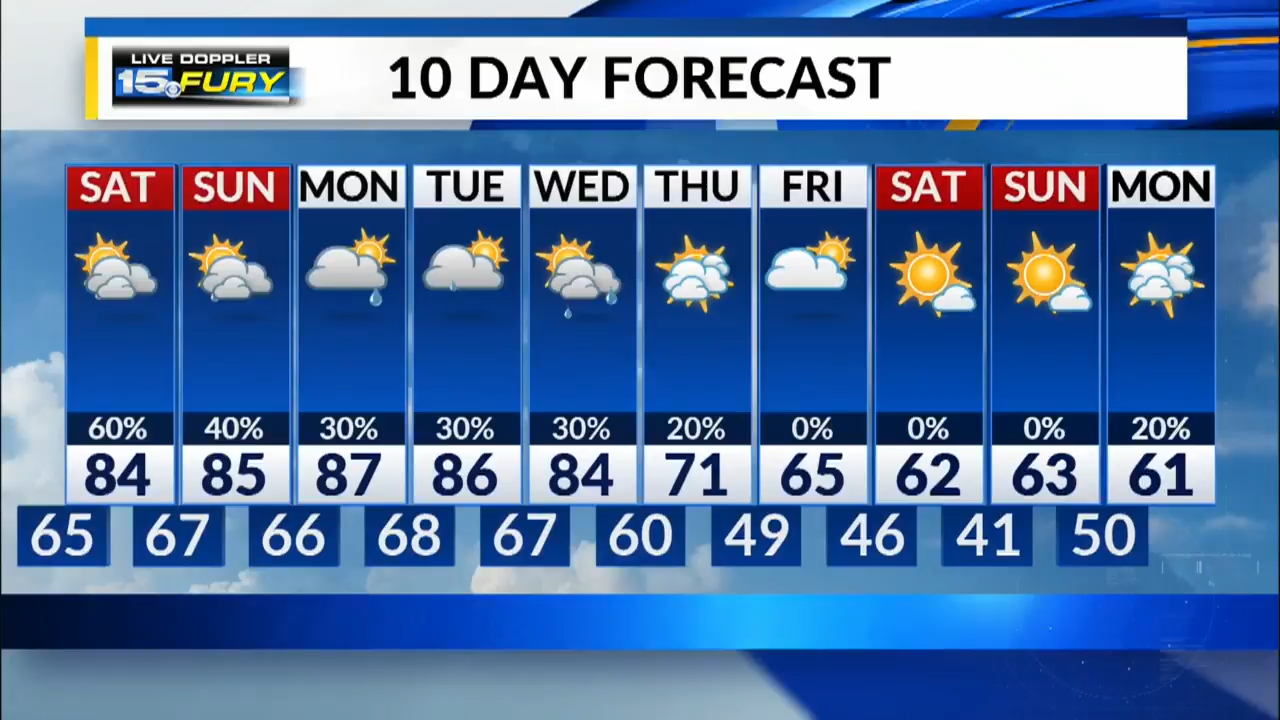 LIVE DOPPLER
15 FURY
10 DAY FORECAST
SAT SUN MON TUE WED THU FRI SAT SUN MON
60% 40% 30% 30% 30% 20% 0% 0% 0% 20%
84 85 87 86 84 71 65 62 63 61
65 67 66 68 67 60 49 46 41 50